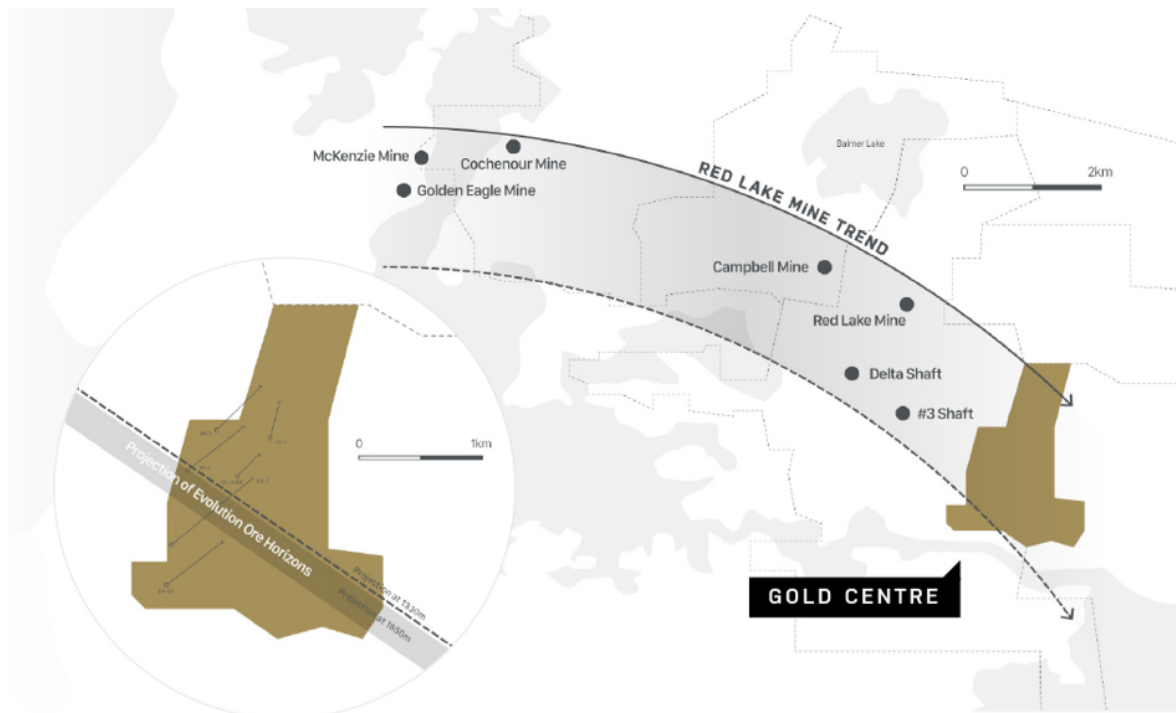 McKenzie Mine
Cochenour Mine
Golden Eagle Mine
RED LAKE MINE TREND
Balmer Lake
0 2km
Campbell Mine
Red Lake Mine
Delta Shaft
#3 Shaft
GOLD CENTRE
0 1km
Projection of Evolution Ore Horizons
Projection at 1330m
Projection at 1650m